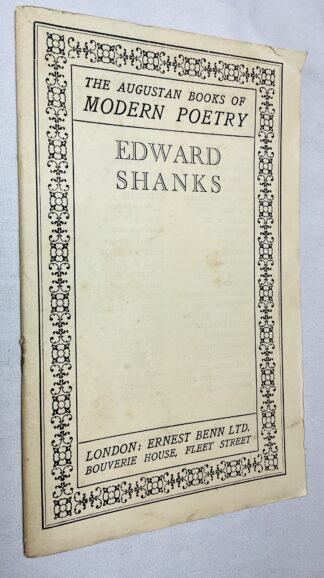 THE AUGUSTAN BOOKS OF
MODERN POETRY
EDWARD
SHANKS
LONDON: ERNEST BENN LTD.
BOUVERIE HOUSE, FLEET STREET